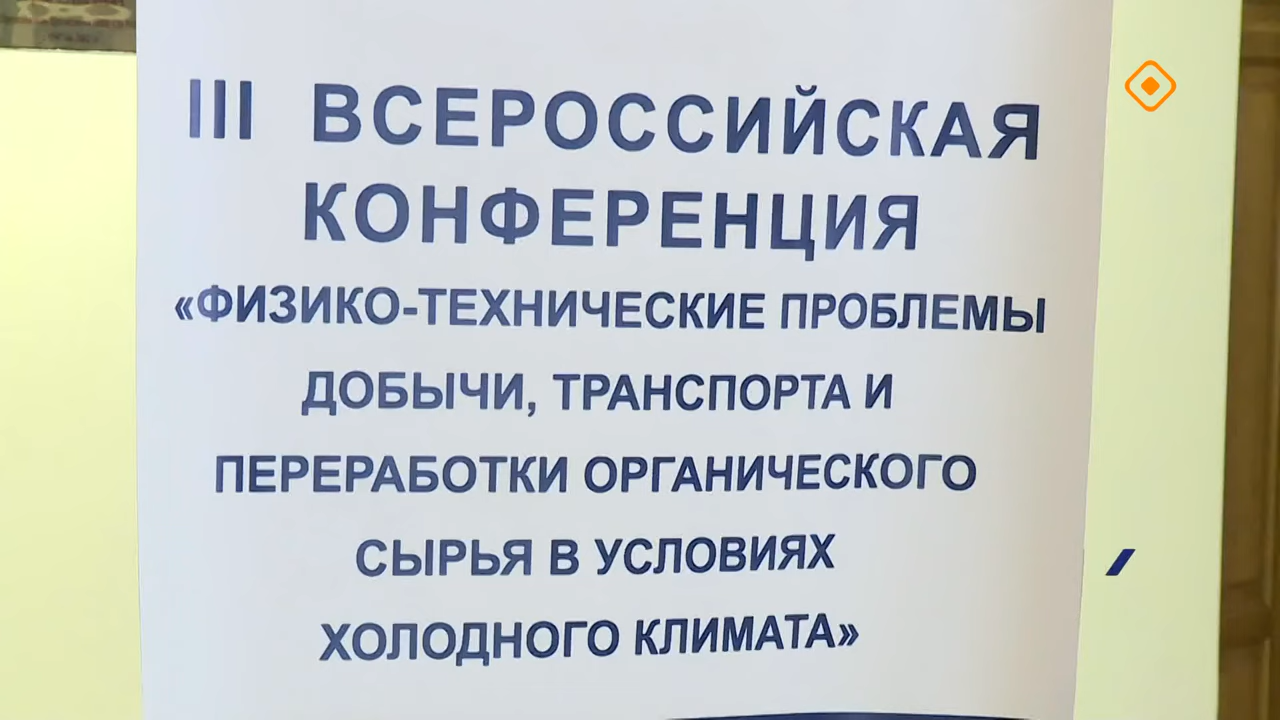 III ВСЕРОССИЙСКАЯ
КОНФЕРЕНЦИЯ
«ФИЗИКО-ТЕХНИЧЕСКИЕ ПРОБЛЕМЫ
ДОБЫЧИ, ТРАНСПОРТА И
ПЕРЕРАБОТКИ ОРГАНИЧЕСКОГО
СЫРЬЯ В УСЛОВИЯХ
ХОЛОДНОГО КЛИМАТА»